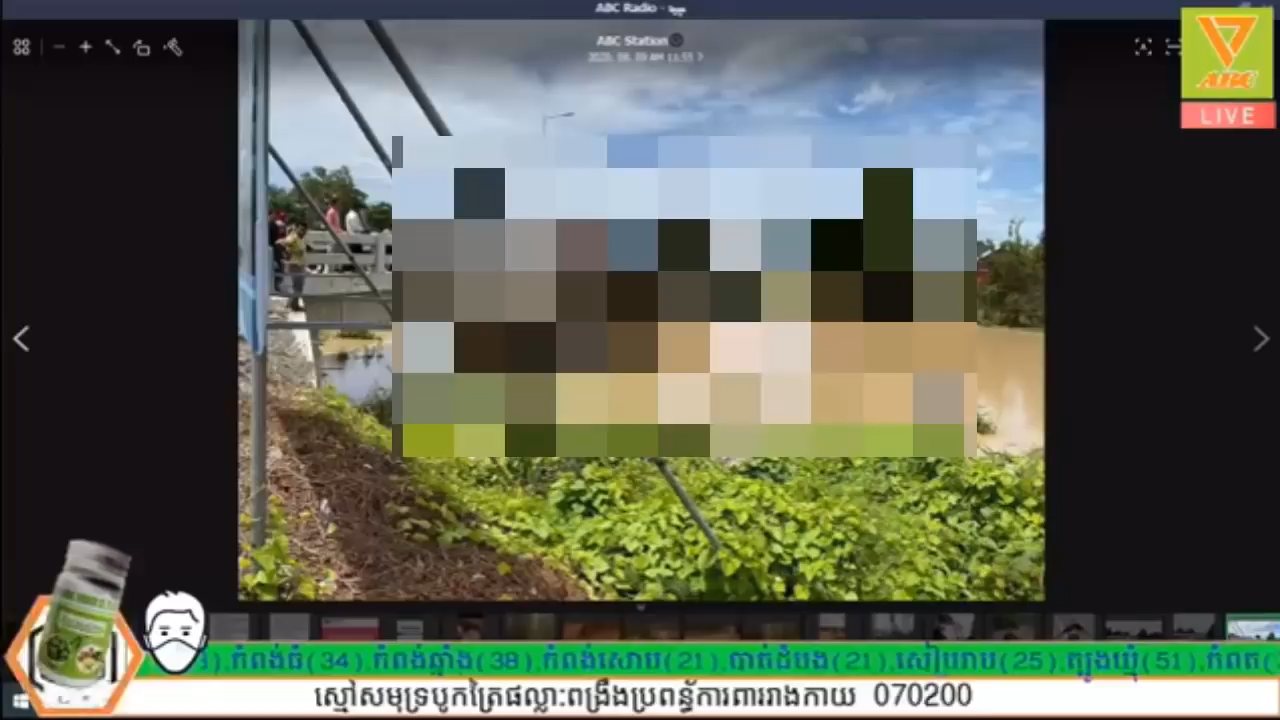 ABC Radio -
ABC Station
ABC
LIVE
),កំពង់ធំ(34),កំពង់ឆ្នាំង(38),កំពង់សោម(21),បាត់ដំបង(21),សៀមរាប(25),ត្បូងឃ្មុំ(51),កំពត(
ស្មៅសមុទ្របូកត្រៃផល្លា:ពង្រឹងប្រពន្ធ័ការពាររាងកាយ 070200